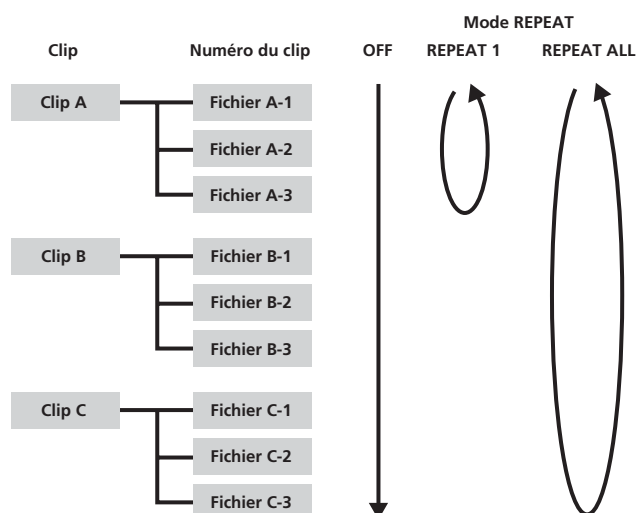 Mode REPEAT
Clip Numéro du clip OFF REPEAT 1 REPEAT ALL
Clip A Fichier A-1
Fichier A-2
Fichier A-3
Clip B Fichier B-1
Fichier B-2
Fichier B-3
Clip C Fichier C-1
Fichier C-2
Fichier C-3